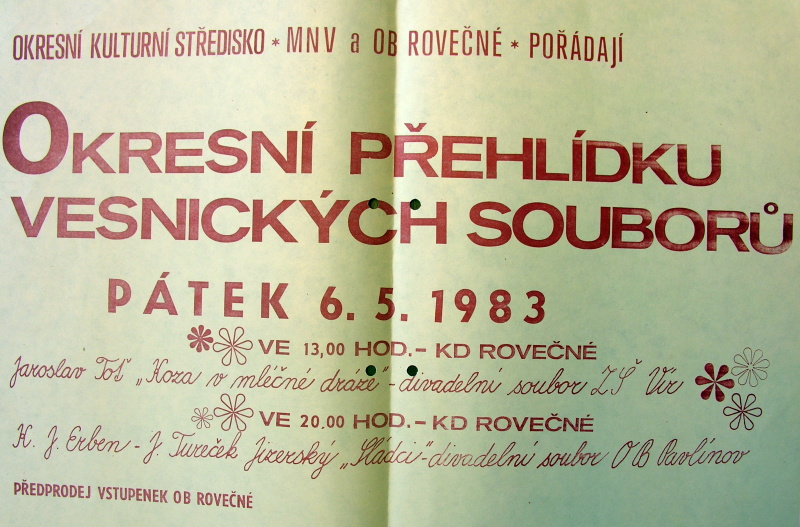 OKRESNÍ KULTURNÍ STŘEDISKO * MNV a OB ROVEČNÉ * POŘÁDAJÍ
OKRESNÍ PŘEHLÍDKU
VESNICKÝCH SOUBORŮ
PÁTEK 6. 5. 1983
VE 13,00 HOD. - KD ROVEČNÉ
Jaroslav Toť "Koza v mléčné dráze" - divadelní soubor ZŠ Vír
VE 20,00 HOD. - KD ROVEČNÉ
K. J. Erben - J. Tureček Jizerský "Sládci" - divadelní soubor OB Pavlínov
PŘEDPRODEJ VSTUPENEK OB ROVEČNÉ